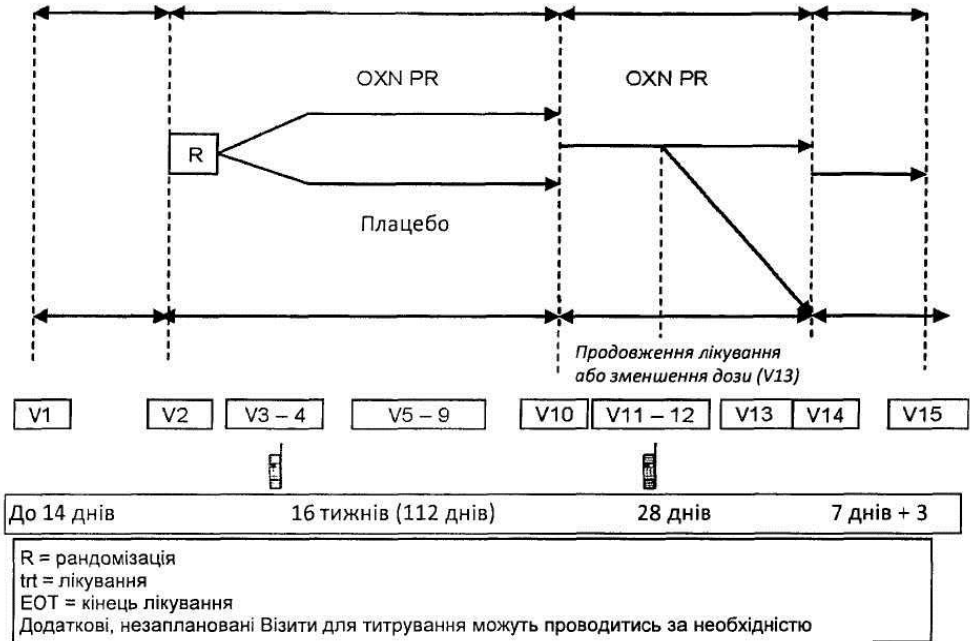 OXN PR
OXN PR
R
Плацебо
Продовження лікування
або зменшення дози (V13)
V1 V2 V3 – 4 V5 – 9 V10 V11 – 12 V13 V14 V15
До 14 днів 16 тижнів (112 днів) 28 днів 7 днів + 3
R = рандомізація
trt = лікування
EOT = кінець лікування
Додаткові, незаплановані Візити для титрування можуть проводитись за необхідністю